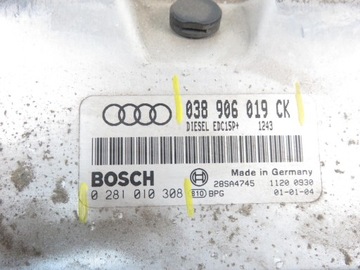 038 906 019 CK
DIESEL EDC15P+ 1243
Made in Germany
BOSCH
28SA4745 1120 0930
0 281 010 308 810 BPG 01-01-04